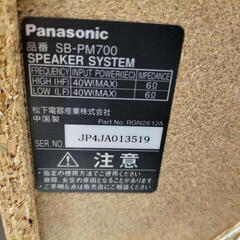 Panasonic
品番 SB-PM700
SPEAKER SYSTEM
FREQUENCY INPUT POWER(IEC) IMPEDANCE
HIGH (HF) 40W(MAX) 6Ω
LOW (LF) 40W(MAX) 6Ω
松下電器産業株式会社
中国製 Part No. RGN2612A
SER.NO. JP4JA013519
注意